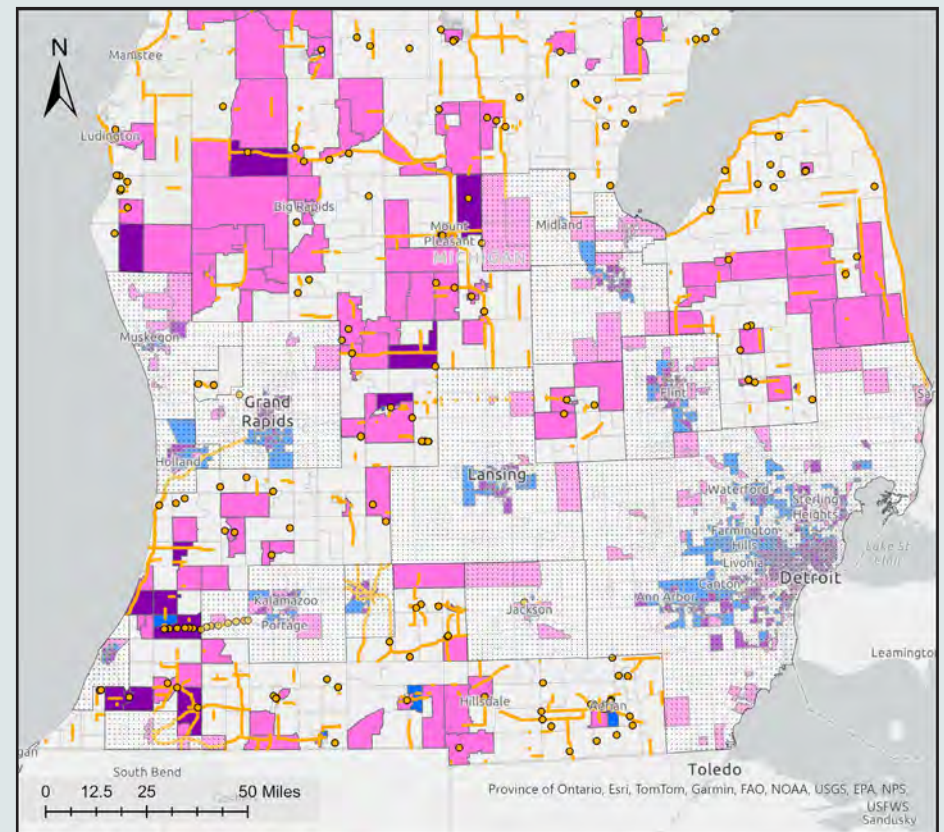 N
Manistee
Ludington
Big Rapids
Mount
Pleasant
Midland
MICHIGAN
Muskegon
Grand
Rapids
Flint
Holland
Lansing
Waterford
Sterling
Heights
Farmington
Hills
Livonia
Lake St
Canton
Detroit
Ann Arbor
Kalamazoo
Portage
Jackson
Leamington
Hillsdale
Adrian
South Bend
Toledo
0 12.5 25 50 Miles
Province of Ontario, Esri, TomTom, Garmin, FAO, NOAA, USGS, EPA, NPS,
USFWS
Sandusky